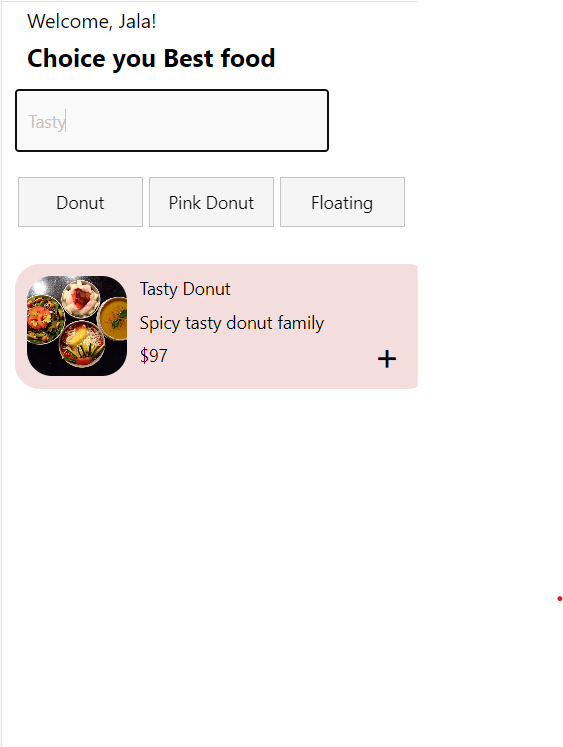 Welcome, Jala!
Choice you Best food
Tasty
Donut
Pink Donut
Floating
Tasty Donut
Spicy tasty donut family
$97
+